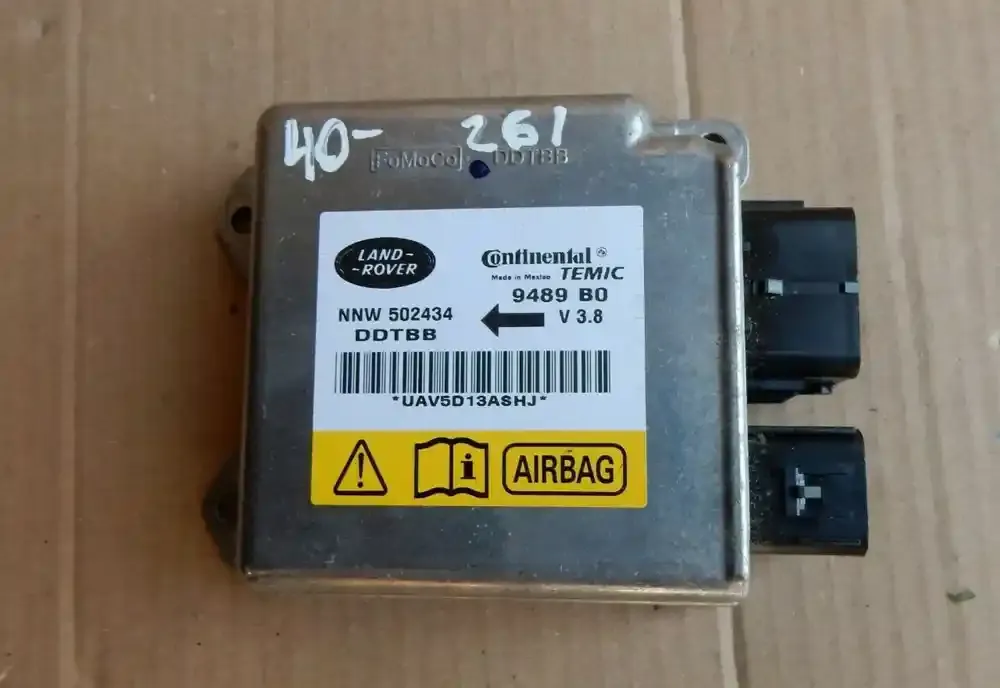 40- 261
[FoMoCo] DDTBB
LAND-
-ROVER
Continental
Made in Mexico TEMIC
9489 B0
NNW 502434
V 3.8
DDTBB
*UAV5D13ASHJ*
AIRBAG